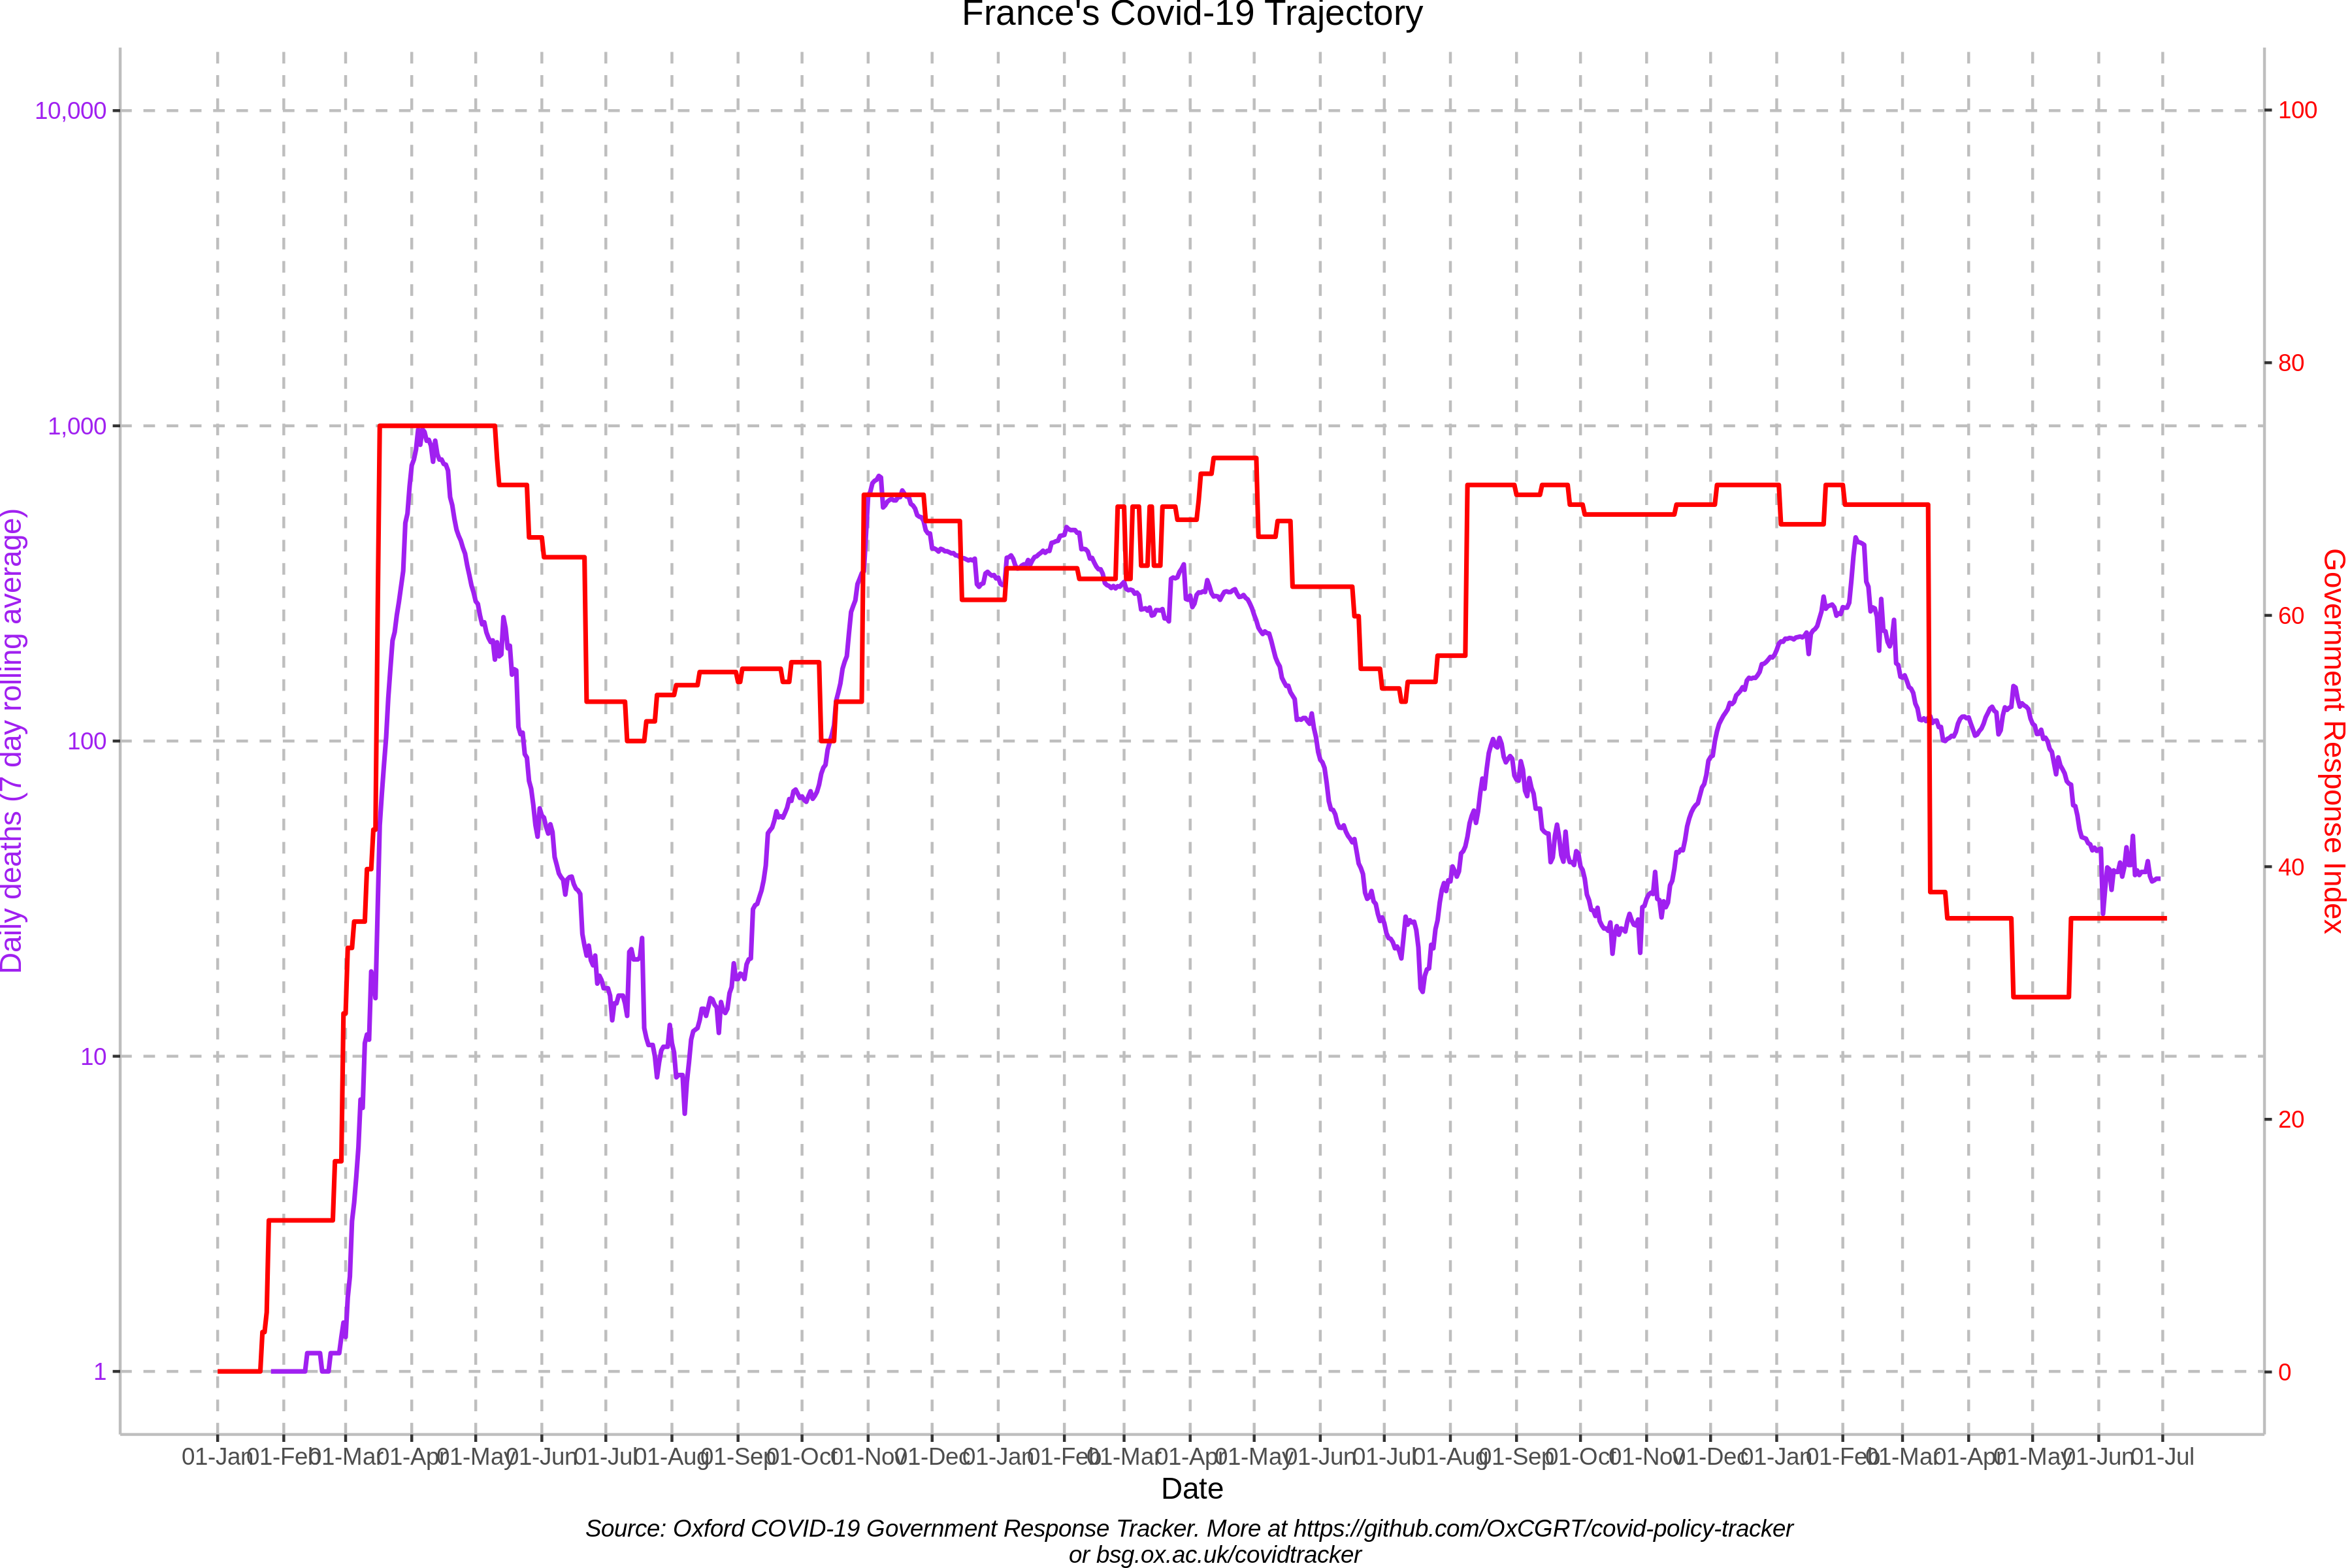 France's Covid-19 Trajectory
Daily deaths (7 day rolling average)
10,000
1,000
100
10
1
100
80
60
40
20
0
Government Response Index
01-Jan 01-Feb 01-Mar 01-Apr 01-May 01-Jun 01-Jul 01-Aug 01-Sep 01-Oct 01-Nov 01-Dec 01-Jan 01-Feb 01-Mar 01-Apr 01-May 01-Jun 01-Jul 01-Aug 01-Sep 01-Oct 01-Nov 01-Dec 01-Jan 01-Feb 01-Mar 01-Apr 01-May 01-Jun 01-Jul
Date
Source: Oxford COVID-19 Government Response Tracker. More at https://github.com/OxCGRT/covid-policy-tracker
or bsg.ox.ac.uk/covidtracker